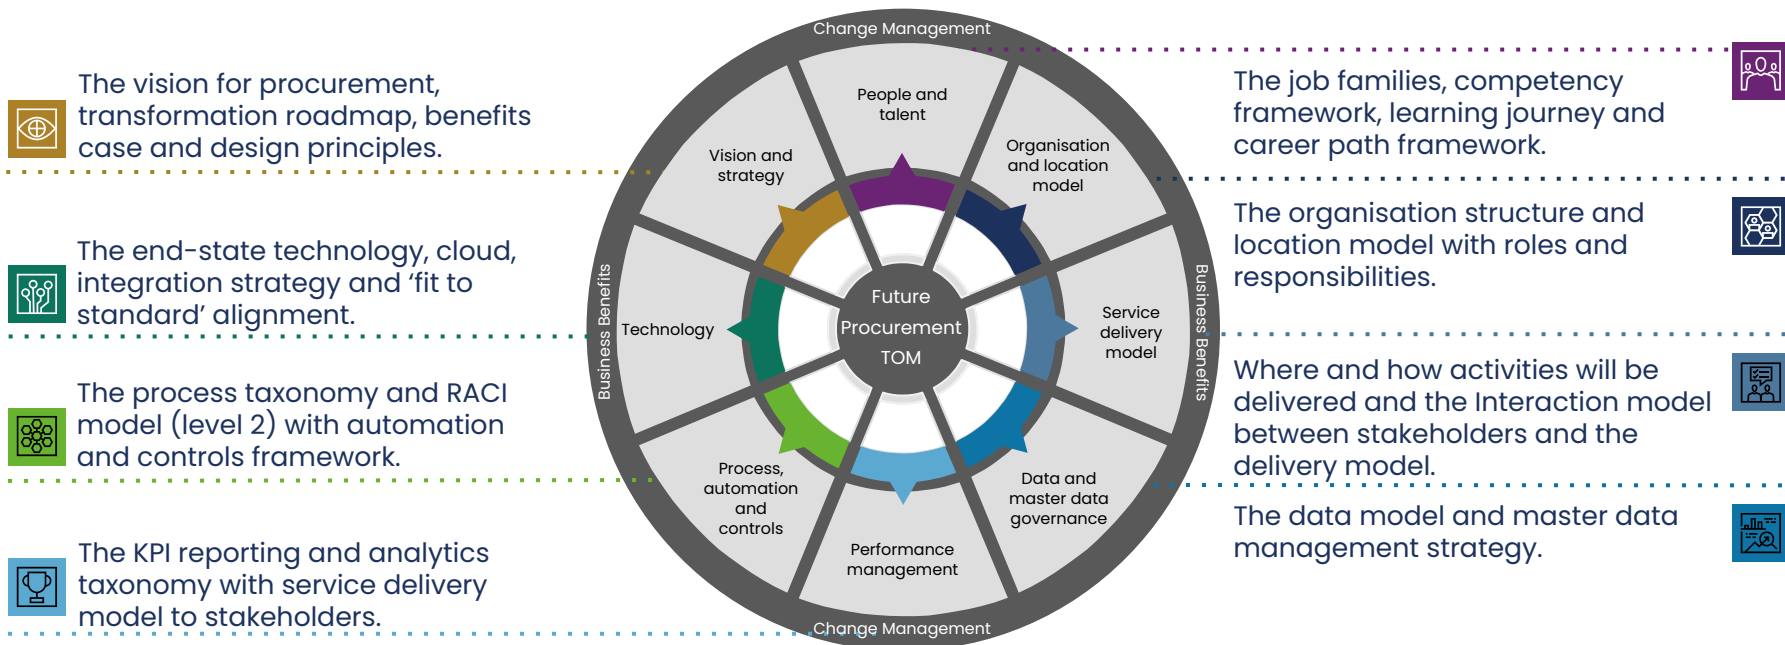 The vision for procurement,
transformation roadmap, benefits
case and design principles.
The end-state technology, cloud,
integration strategy and ‘fit to
standard’ alignment.
The process taxonomy and RACI
model (level 2) with automation
and controls framework.
The KPI reporting and analytics
taxonomy with service delivery
model to stakeholders.
Change Management
People and
talent
Organisation
and location
model
Vision and
strategy
Business Benefits
Technology
Future
Procurement
TOM
Service
delivery
model
Business Benefits
Process,
automation
and
controls
Data and
master data
governance
Performance
management
Change Management
The job families, competency
framework, learning journey and
career path framework.
The organisation structure and
location model with roles and
responsibilities.
Where and how activities will be
delivered and the Interaction model
between stakeholders and the
delivery model.
The data model and master data
management strategy.